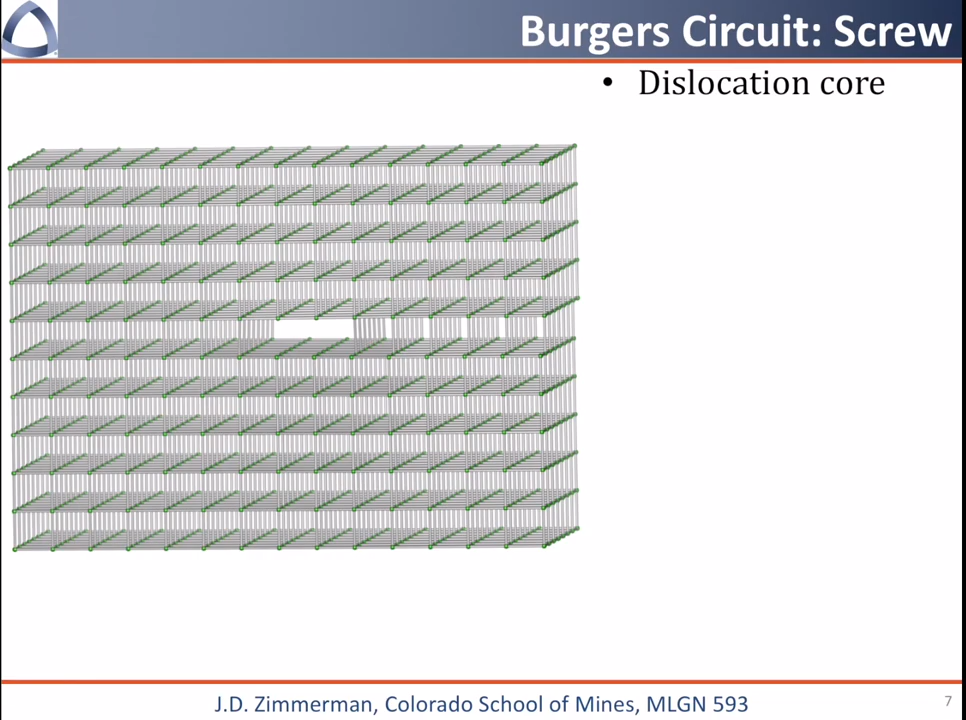 Burgers Circuit: Screw
• Dislocation core
J.D. Zimmerman, Colorado School of Mines, MLGN 593
7